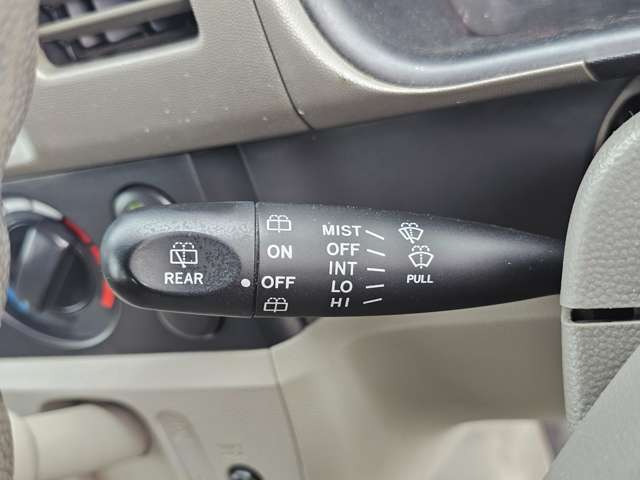 REAR
ON
OFF
MIST
OFF
INT
LO
HI
PULL